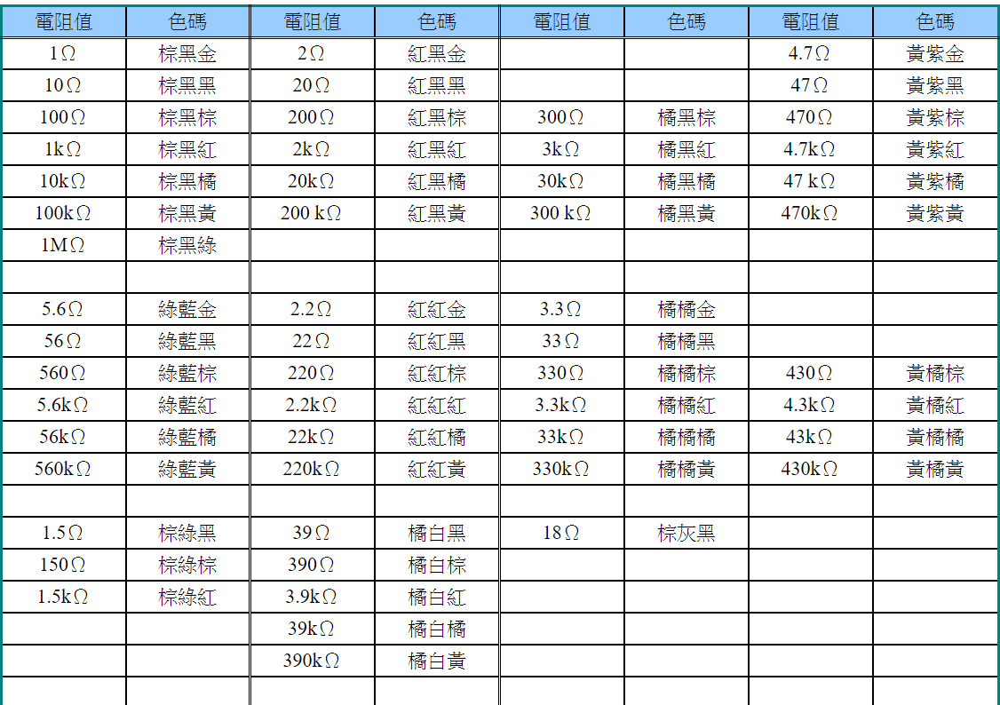 電阻值 色碼 電阻值 色碼 電阻值 色碼 電阻值 色碼
1Ω 棕黑金 2Ω 紅黑金 4.7Ω 黃紫金
10Ω 棕黑黑 20Ω 紅黑黑 47Ω 黃紫黑
100Ω 棕黑棕 200Ω 紅黑棕 300Ω 橘黑棕 470Ω 黃紫棕
1kΩ 棕黑紅 2kΩ 紅黑紅 3kΩ 橘黑紅 4.7kΩ 黃紫紅
10kΩ 棕黑橘 20kΩ 紅黑橘 30kΩ 橘黑橘 47 kΩ 黃紫橘
100kΩ 棕黑黃 200 kΩ 紅黑黃 300 kΩ 橘黑黃 470kΩ 黃紫黃
1MΩ 棕黑綠
5.6Ω 綠藍金 2.2Ω 紅紅金 3.3Ω 橘橘金
56Ω 綠藍黑 22Ω 紅紅黑 33Ω 橘橘黑
560Ω 綠藍棕 220Ω 紅紅棕 330Ω 橘橘棕 430Ω 黃橘棕
5.6kΩ 綠藍紅 2.2kΩ 紅紅紅 3.3kΩ 橘橘紅 4.3kΩ 黃橘紅
56kΩ 綠藍橘 22kΩ 紅紅橘 33kΩ 橘橘橘 43kΩ 黃橘橘
560kΩ 綠藍黃 220kΩ 紅紅黃 330kΩ 橘橘黃 430kΩ 黃橘黃
1.5Ω 棕綠黑 39Ω 橘白黑 18Ω 棕灰黑
150Ω 棕綠棕 390Ω 橘白棕
1.5kΩ 棕綠紅 3.9kΩ 橘白紅
39kΩ 橘白橘
390kΩ 橘白黃